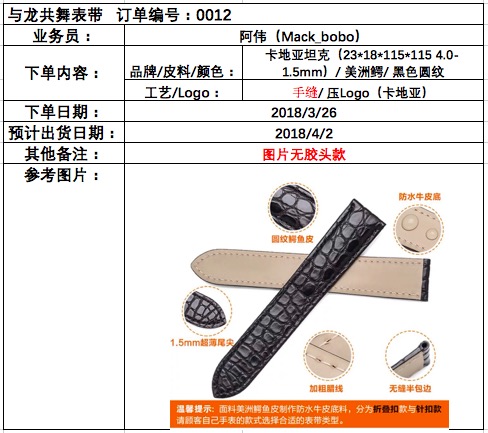 与龙共舞表带 订单编号：0012
业务员： 阿伟（Mack_bobo）
下单内容： 品牌/皮料/颜色： 卡地亚坦克（23*18*115*115 4.0-
1.5mm）/ 美洲鳄/ 黑色圆纹
工艺/Logo： 手缝/ 压Logo（卡地亚）
下单日期： 2018/3/26
预计出货日期： 2018/4/2
其他备注： 图片无胶头款
参考图片：
防水牛皮底
圆纹鳄鱼皮
1.5mm超薄尾尖
加粗腊线
无缝半包边
温馨提示：面料美洲鳄鱼皮制作防水牛皮底料，分为折叠扣款与针扣款
请顾客自己手表的款式选择合适的表带类型。